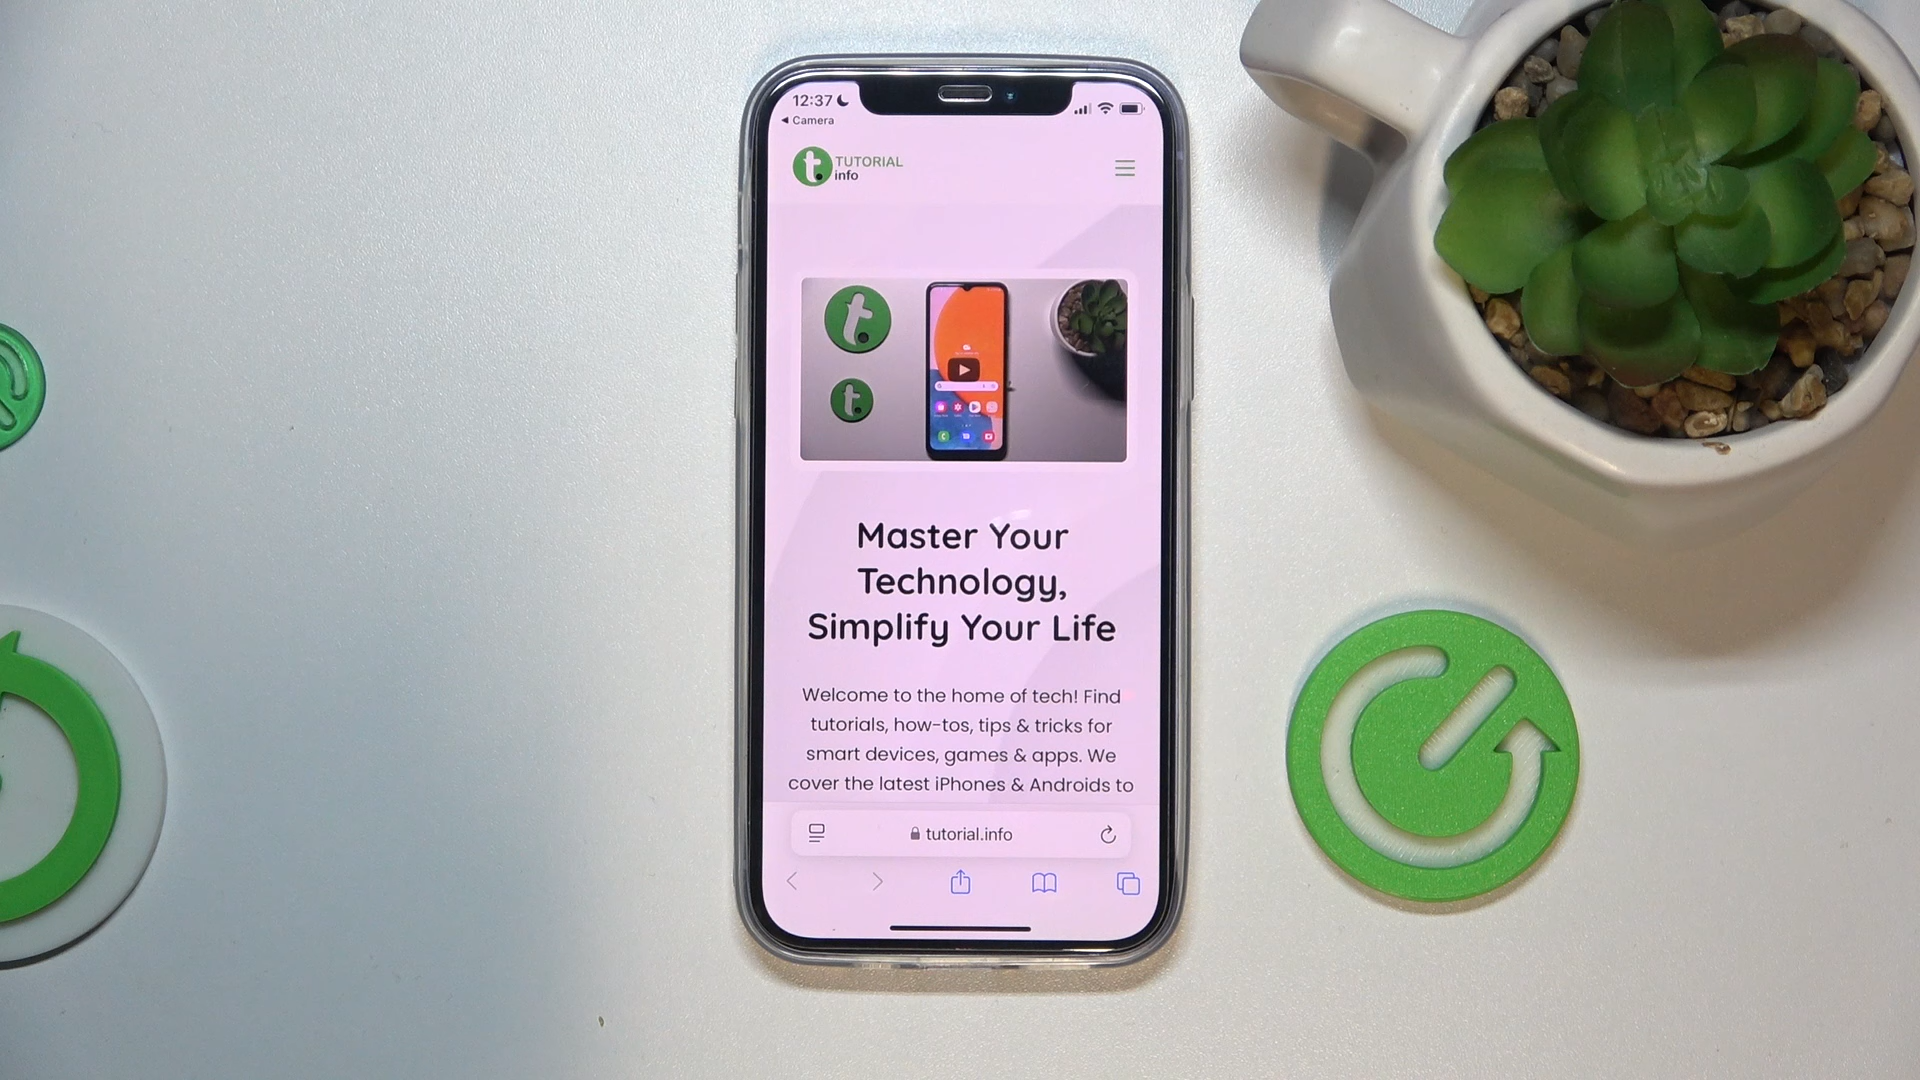 12:37
◀ Camera
TUTORIAL
info
Master Your
Technology,
Simplify Your Life
Welcome to the home of tech! Find
tutorials, how-tos, tips & tricks for
smart devices, games & apps. We
cover the latest iPhones & Androids to
tutorial.info